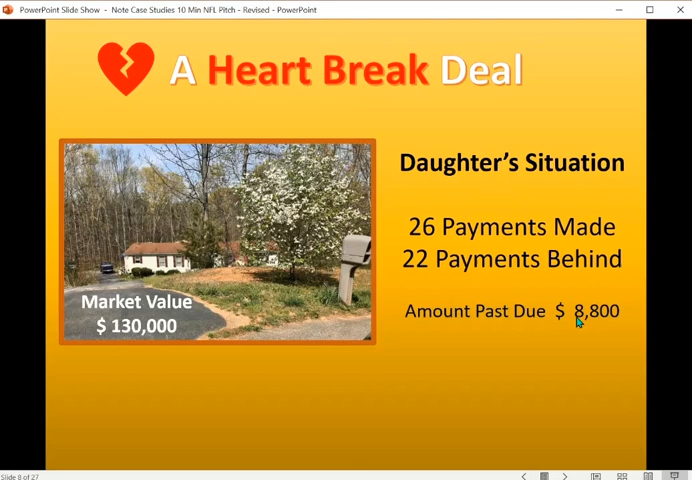 PowerPoint Slide Show - Note Case Studies 10 Min NFL Pitch - Revised - PowerPoint
A Heart Break Deal
Daughter's Situation
26 Payments Made
22 Payments Behind
Amount Past Due $ 8,800
Market Value
$ 130,000
Slide 8 of 27